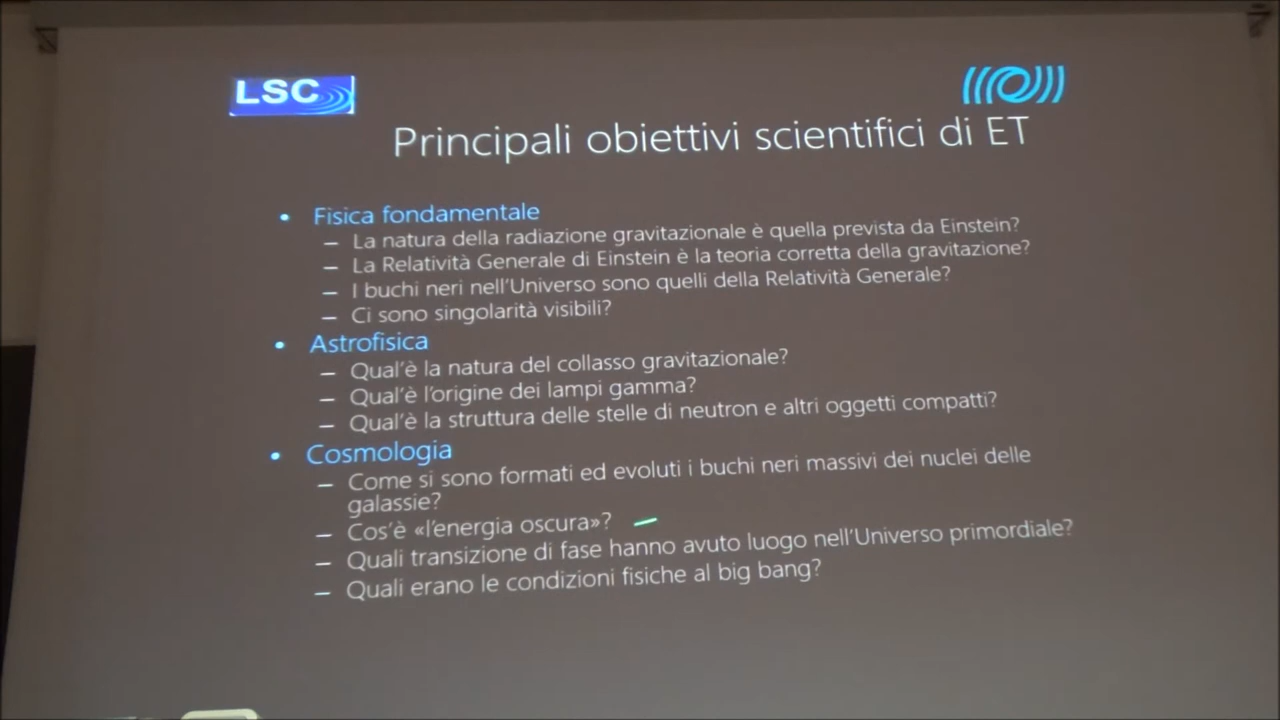 LSC
Principali obiettivi scientifici di ET
• Fisica fondamentale
– La natura della radiazione gravitazionale è quella prevista da Einstein?
– La Relatività Generale di Einstein è la teoria corretta della gravitazione?
– I buchi neri nell'Universo sono quelli della Relatività Generale?
– Ci sono singolarità visibili?
• Astrofisica
– Qual'è la natura del collasso gravitazionale?
– Qual'è l'origine dei lampi gamma?
– Qual'è la struttura delle stelle di neutron e altri oggetti compatti?
• Cosmologia
– Come si sono formati ed evoluti i buchi neri massivi dei nuclei delle
galassie?
– Cos'è «l'energia oscura»?
– Quali transizione di fase hanno avuto luogo nell'Universo primordiale?
– Quali erano le condizioni fisiche al big bang?